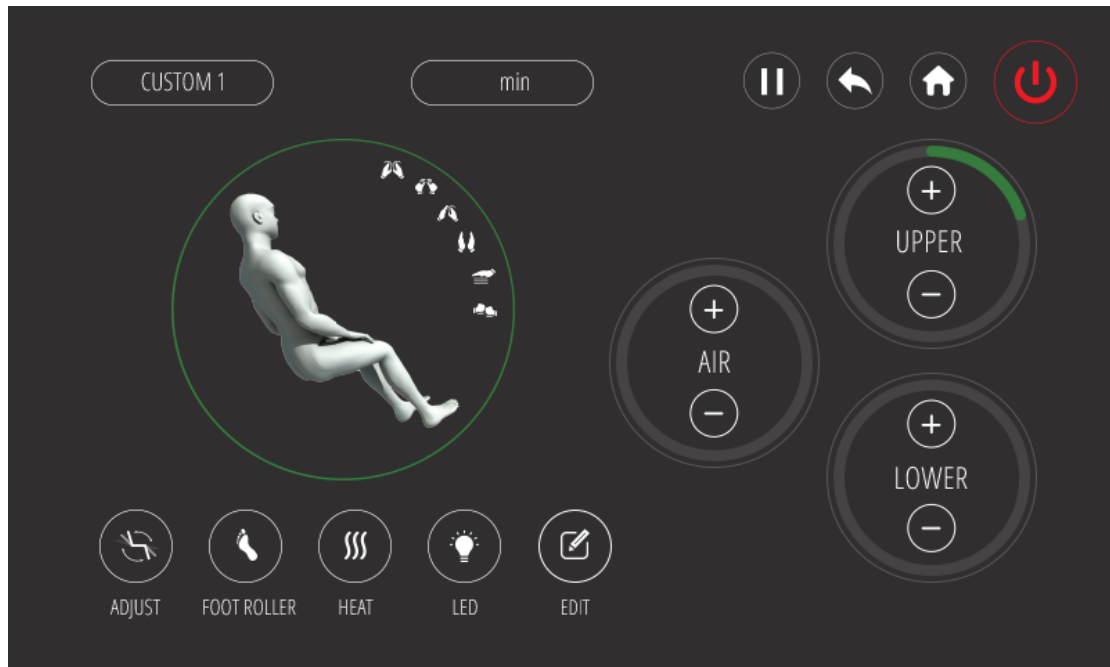 CUSTOM 1
min
UPPER
AIR
LOWER
ADJUST
FOOT ROLLER
HEAT
LED
EDIT